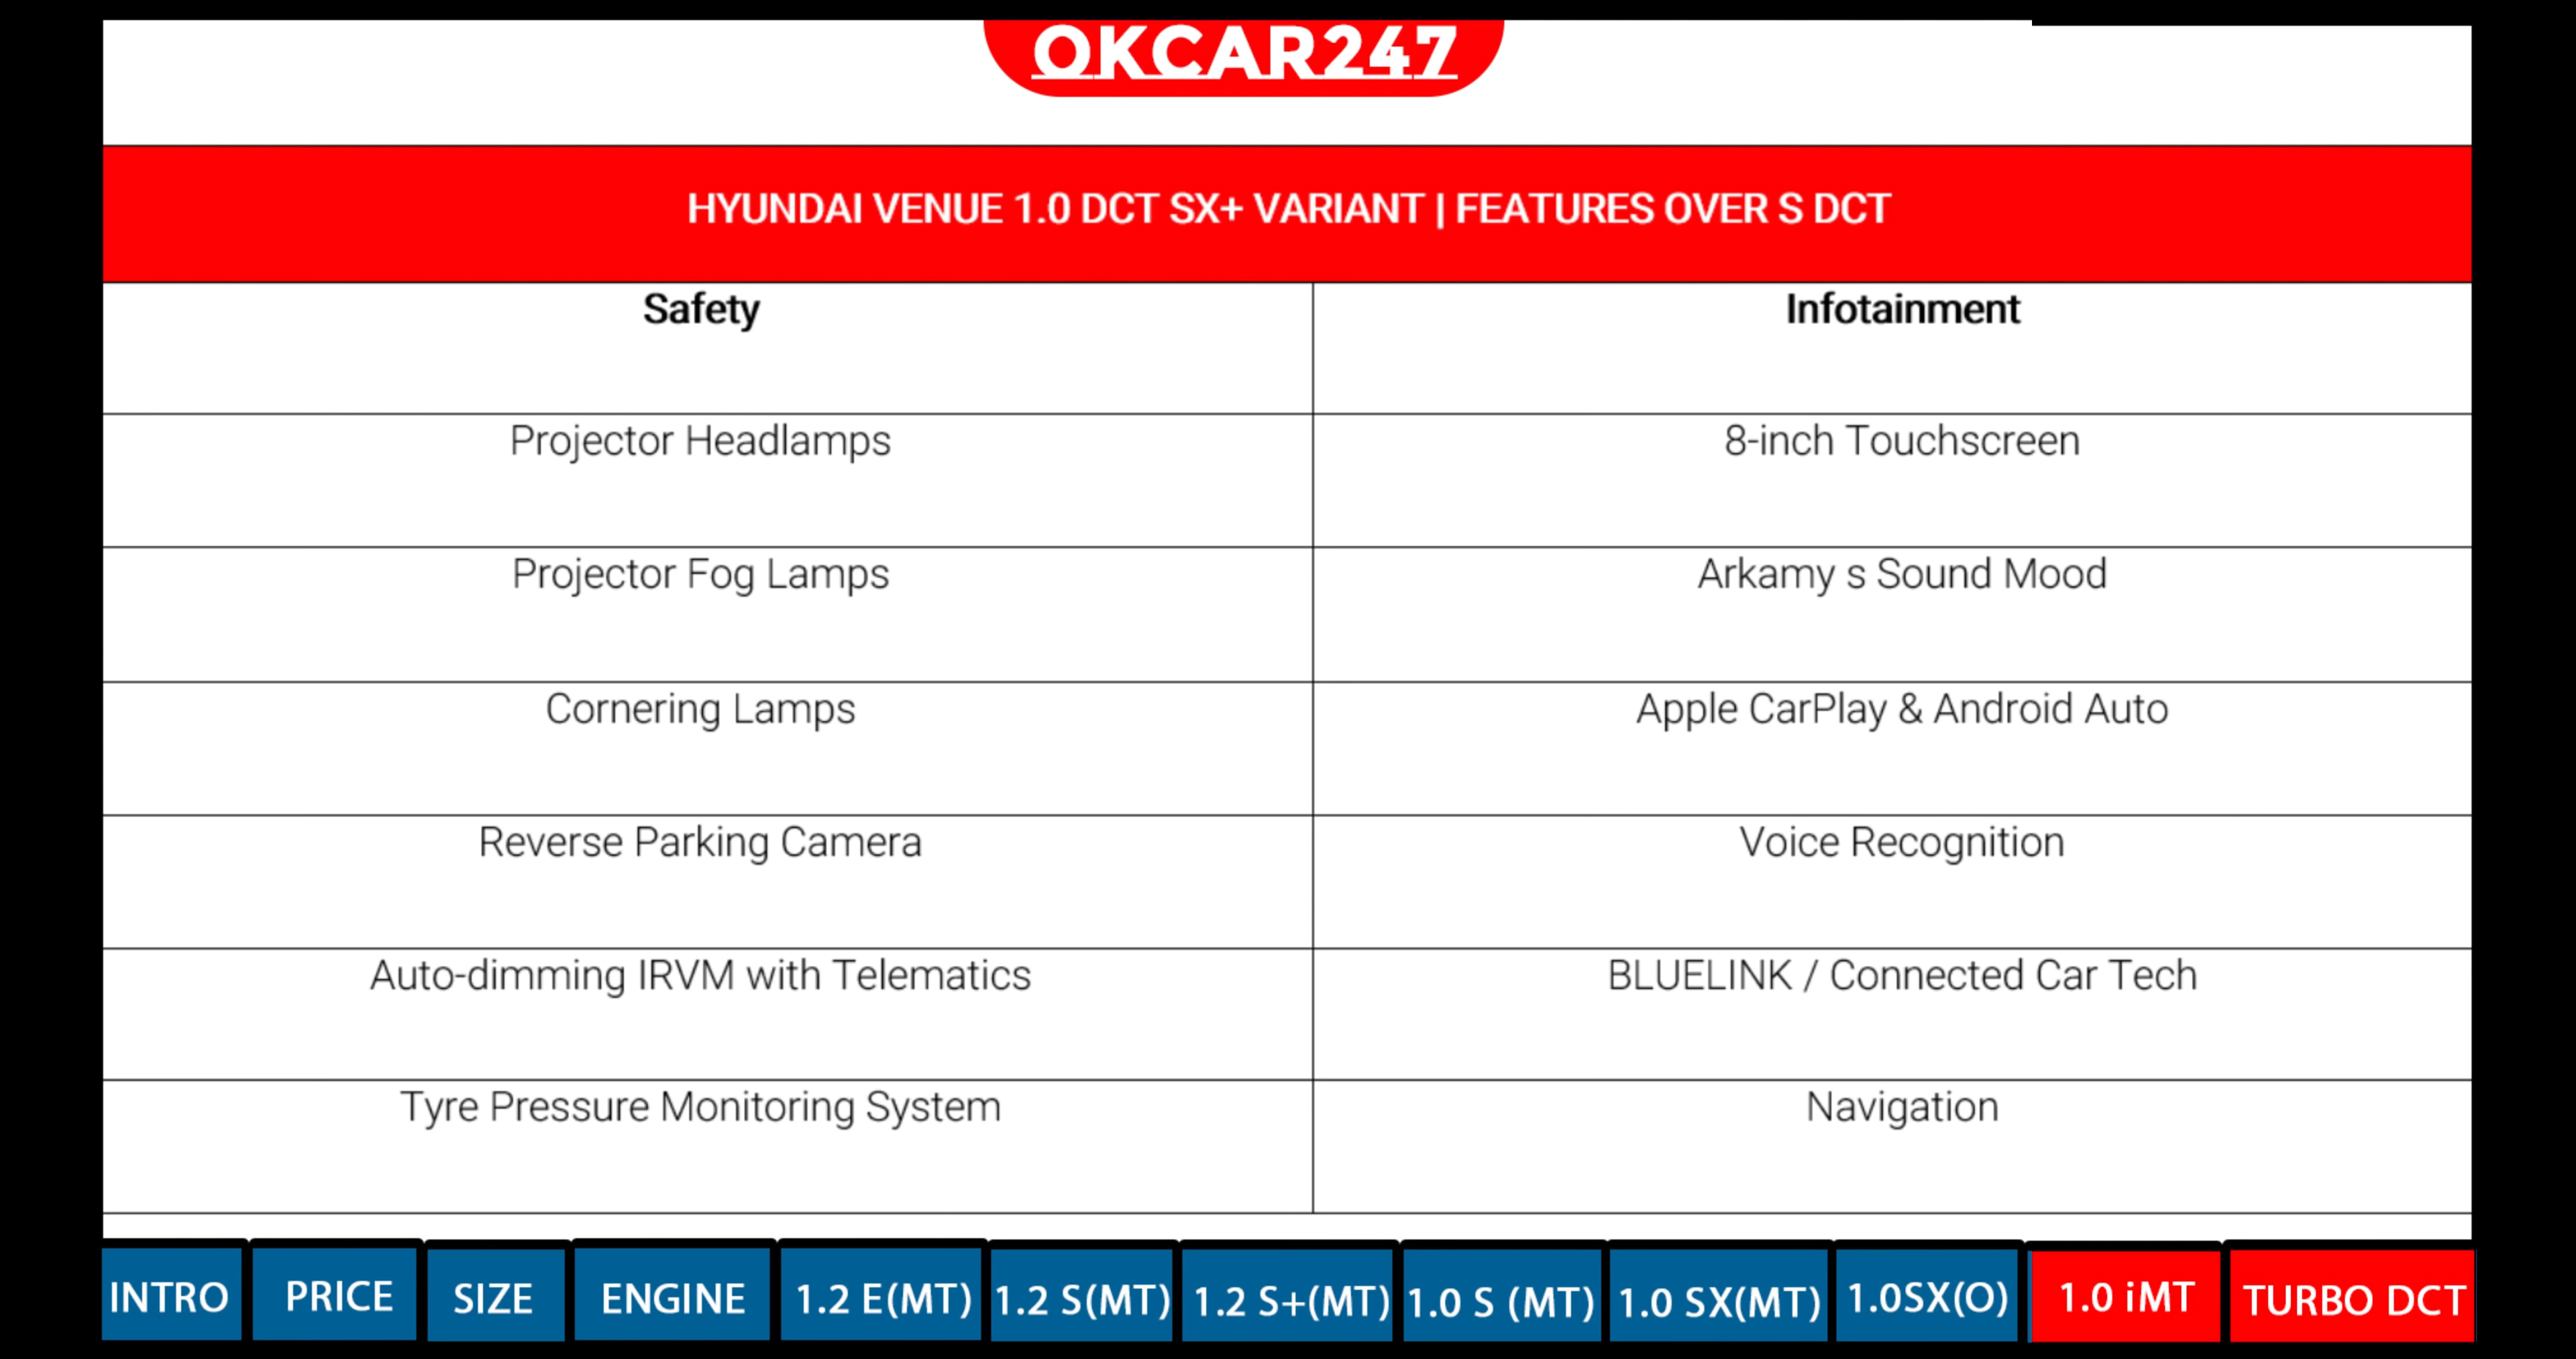 OKCAR247
HYUNDAI VENUE 1.0 DCT SX+ VARIANT | FEATURES OVER S DCT
Safety
Infotainment
Projector Headlamps
8-inch Touchscreen
Projector Fog Lamps
Arkamy s Sound Mood
Cornering Lamps
Apple CarPlay & Android Auto
Reverse Parking Camera
Voice Recognition
Auto-dimming IRVM with Telematics
BLUELINK / Connected Car Tech
Tyre Pressure Monitoring System
Navigation
INTRO
PRICE
SIZE
ENGINE
1.2 E(MT)
1.2 S(MT)
1.2 S+(MT)
1.0 S (MT)
1.0 SX(MT)
1.0SX(O)
1.0 iMT
TURBO DCT